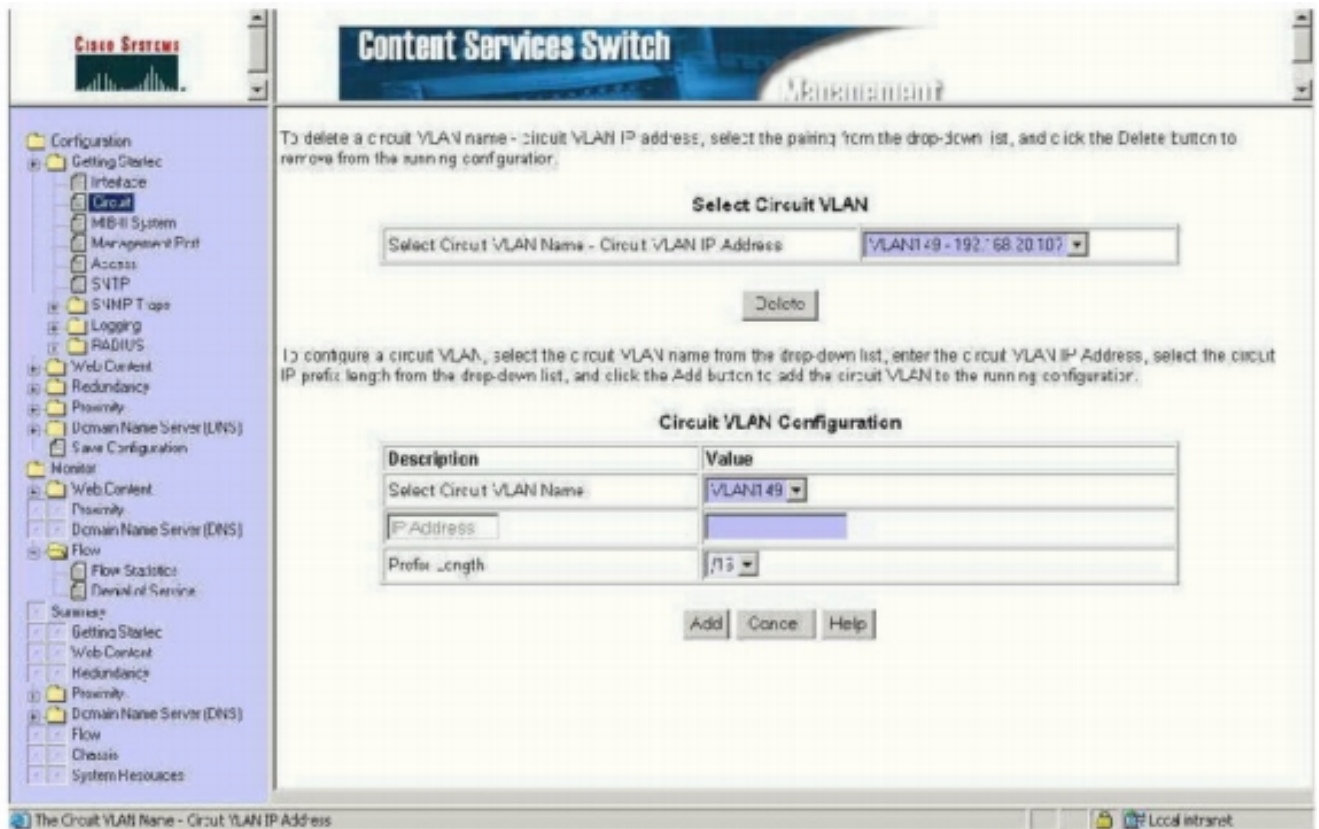 CISCO SYSTEMS
Content Services Switch
Management
Configuration
Getting Started
Interface
Circuit
MIB-II System
Management Port
Access
SNTP
SNMP Traps
Logging
RADIUS
Web Content
Redundancy
Proximity
Domain Name Server (DNS)
Save Configuration
Monitor
Web Content
Proximity
Domain Name Server (DNS)
Flow
Flow Statistics
Denial of Service
Summary
Getting Started
Web Content
Redundancy
Proximity
Domain Name Server (DNS)
Flow
Chassis
System Resources
To delete a circuit VLAN name - circuit VLAN IP address, select the pairing from the drop-down list, and click the Delete button to
remove from the running configuration.
Select Circuit VLAN
Select Circuit VLAN Name - Circuit VLAN IP Address
VLAN149 - 192.168.20.107
Delete
To configure a circuit VLAN, select the circuit VLAN name from the drop-down list, enter the circuit VLAN IP Address, select the circuit
IP prefix length from the drop-down list, and click the Add button to add the circuit VLAN to the running configuration.
Circuit VLAN Configuration
Description Value
Select Circuit VLAN Name VLAN149
IP Address
Prefix Length
Add Cancel Help
The Circuit VLAN Name - Circuit VLAN IP Address
Local intranet